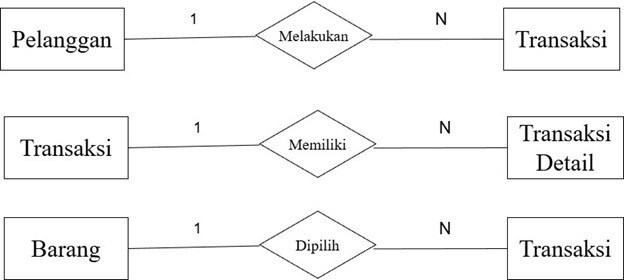 Pelanggan 1 Melakukan N Transaksi
Transaksi 1 Memiliki N Transaksi
Detail
Barang 1 Dipilih N Transaksi